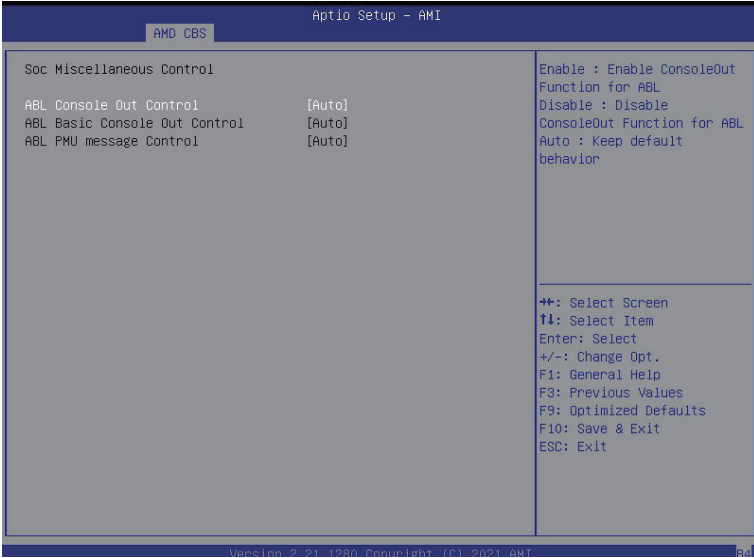 Aptio Setup – AMI
AMD CBS
Soc Miscellaneous Control
ABL Console Out Control [Auto]
ABL Basic Console Out Control [Auto]
ABL PMU message Control [Auto]
Enable : Enable ConsoleOut
Function for ABL
Disable : Disable
ConsoleOut Function for ABL
Auto : Keep default
behavior
→←: Select Screen
↑↓: Select Item
Enter: Select
+/-: Change Opt.
F1: General Help
F3: Previous Values
F9: Optimized Defaults
F10: Save & Exit
ESC: Exit
Version 2.21.1280 Copyright (C) 2021 AMI
B4